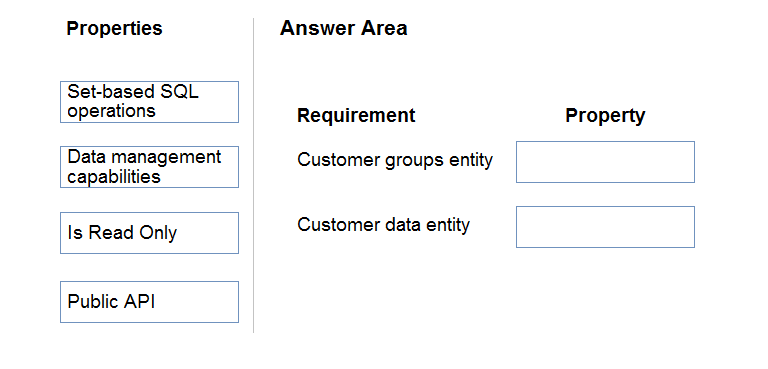 Properties
Answer Area
Set-based SQL
operations
Data management
capabilities
Is Read Only
Public API
Requirement
Property
Customer groups entity
Customer data entity